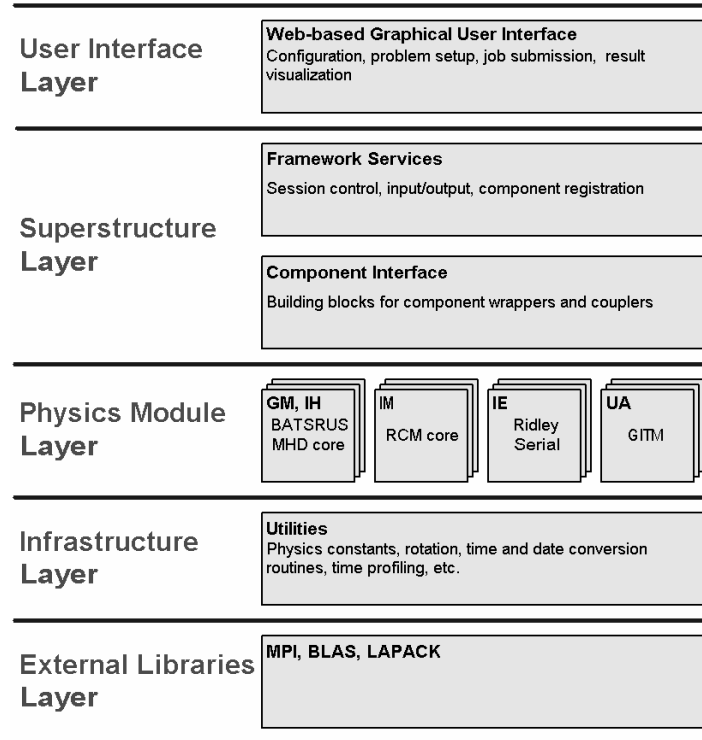 User Interface
Layer
Web-based Graphical User Interface
Configuration, problem setup, job submission, result
visualization
Superstructure
Layer
Framework Services
Session control, input/output, component registration
Component Interface
Building blocks for component wrappers and couplers
Physics Module
Layer
GM, IH
BATSRUS
MHD core
IM
RCM core
IE
Ridley
Serial
UA
GITM
Infrastructure
Layer
Utilities
Physics constants, rotation, time and date conversion
routines, time profiling, etc.
External Libraries
Layer
MPI, BLAS, LAPACK